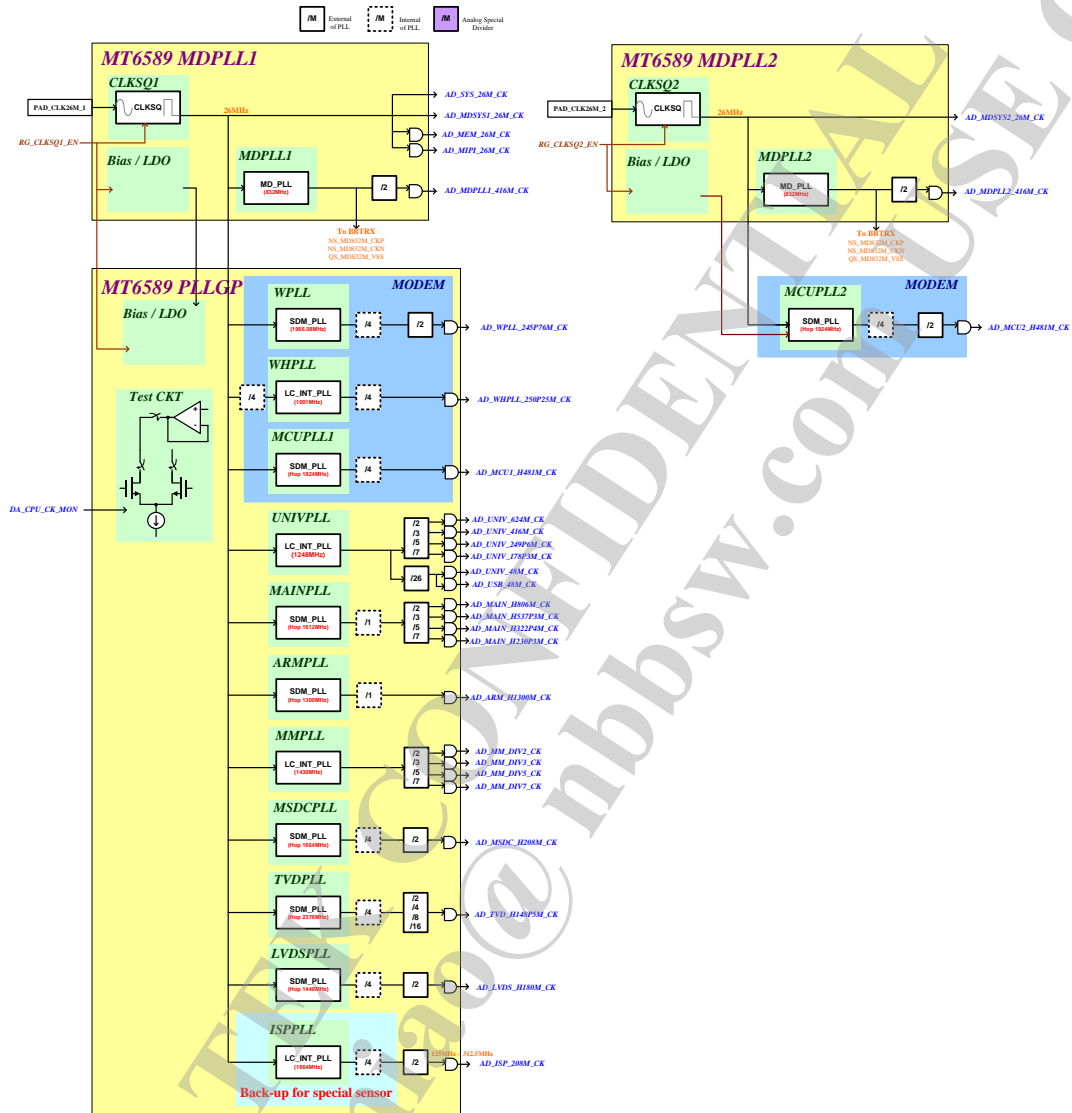 /M External of PLL
/M Internal of PLL
/M Analog Special Divider
MT6589 MDPLL1
CLKSQ1
PAD_CLK26M_1
CLKSQ
26MHz
AD_SYS_26M_CK
AD_MDSYS1_26M_CK
AD_MEM_26M_CK
AD_MIPI_26M_CK
RG_CLKSQ1_EN
Bias / LDO
MDPLL1
MD_PLL
(832MHz)
/2
AD_MDPLL1_416M_CK
To BBTRX
NS_MD832M_CKP
NS_MD832M_CKN
QS_MD832M_VSS
MT6589 MDPLL2
CLKSQ2
PAD_CLK26M_2
CLKSQ
26MHz
AD_MDSYS2_26M_CK
RG_CLKSQ2_EN
Bias / LDO
MDPLL2
MD_PLL
(832MHz)
/2
AD_MDPLL2_416M_CK
To BBTRX
NS_MD832M_CKP
NS_MD832M_CKN
QS_MD832M_VSS
MODEM
MCUPLL2
SDM_PLL
(Hop 1924MHz)
/4
/2
AD_MCU2_H481M_CK
MT6589 PLLGP
Bias / LDO
Test CKT
DA_CPU_CK_MON
MODEM
WPLL
SDM_PLL
(1966.08MHz)
/4
/2
AD_WPLL_245P76M_CK
WHPLL
/4
LC_INT_PLL
(1001MHz)
/4
AD_WHPLL_250P25M_CK
MCUPLL1
SDM_PLL
(Hop 1924MHz)
/4
AD_MCU1_H481M_CK
UNIVPLL
LC_INT_PLL
(1248MHz)
/2
/3
/5
/7
AD_UNIV_624M_CK
AD_UNIV_416M_CK
AD_UNIV_249P6M_CK
AD_UNIV_178P3M_CK
/26
AD_UNIV_48M_CK
AD_USB_48M_CK
MAINPLL
SDM_PLL
(Hop 1612MHz)
/1
/2
/3
/5
/7
AD_MAIN_H806M_CK
AD_MAIN_H537P3M_CK
AD_MAIN_H322P4M_CK
AD_MAIN_H230P3M_CK
ARMPLL
SDM_PLL
(Hop 1300MHz)
/1
AD_ARM_H1300M_CK
MMPLL
LC_INT_PLL
(1430MHz)
/2
/3
/5
/7
AD_MM_DIV2_CK
AD_MM_DIV3_CK
AD_MM_DIV5_CK
AD_MM_DIV7_CK
MSDCPLL
SDM_PLL
(Hop 1664MHz)
/4
/2
AD_MSDC_H208M_CK
TVDPLL
SDM_PLL
(Hop 2376MHz)
/4
/2
/4
/8
/16
AD_TVD_H148P5M_CK
LVDSPLL
SDM_PLL
(Hop 1440MHz)
/4
/2
AD_LVDS_H180M_CK
ISPPLL
LC_INT_PLL
(1664MHz)
/4
/2
125MHz ~ 312.5MHz
AD_ISP_208M_CK
Back-up for special sensor
TEK CONFIDENTIAL
@nbbsw.com USE